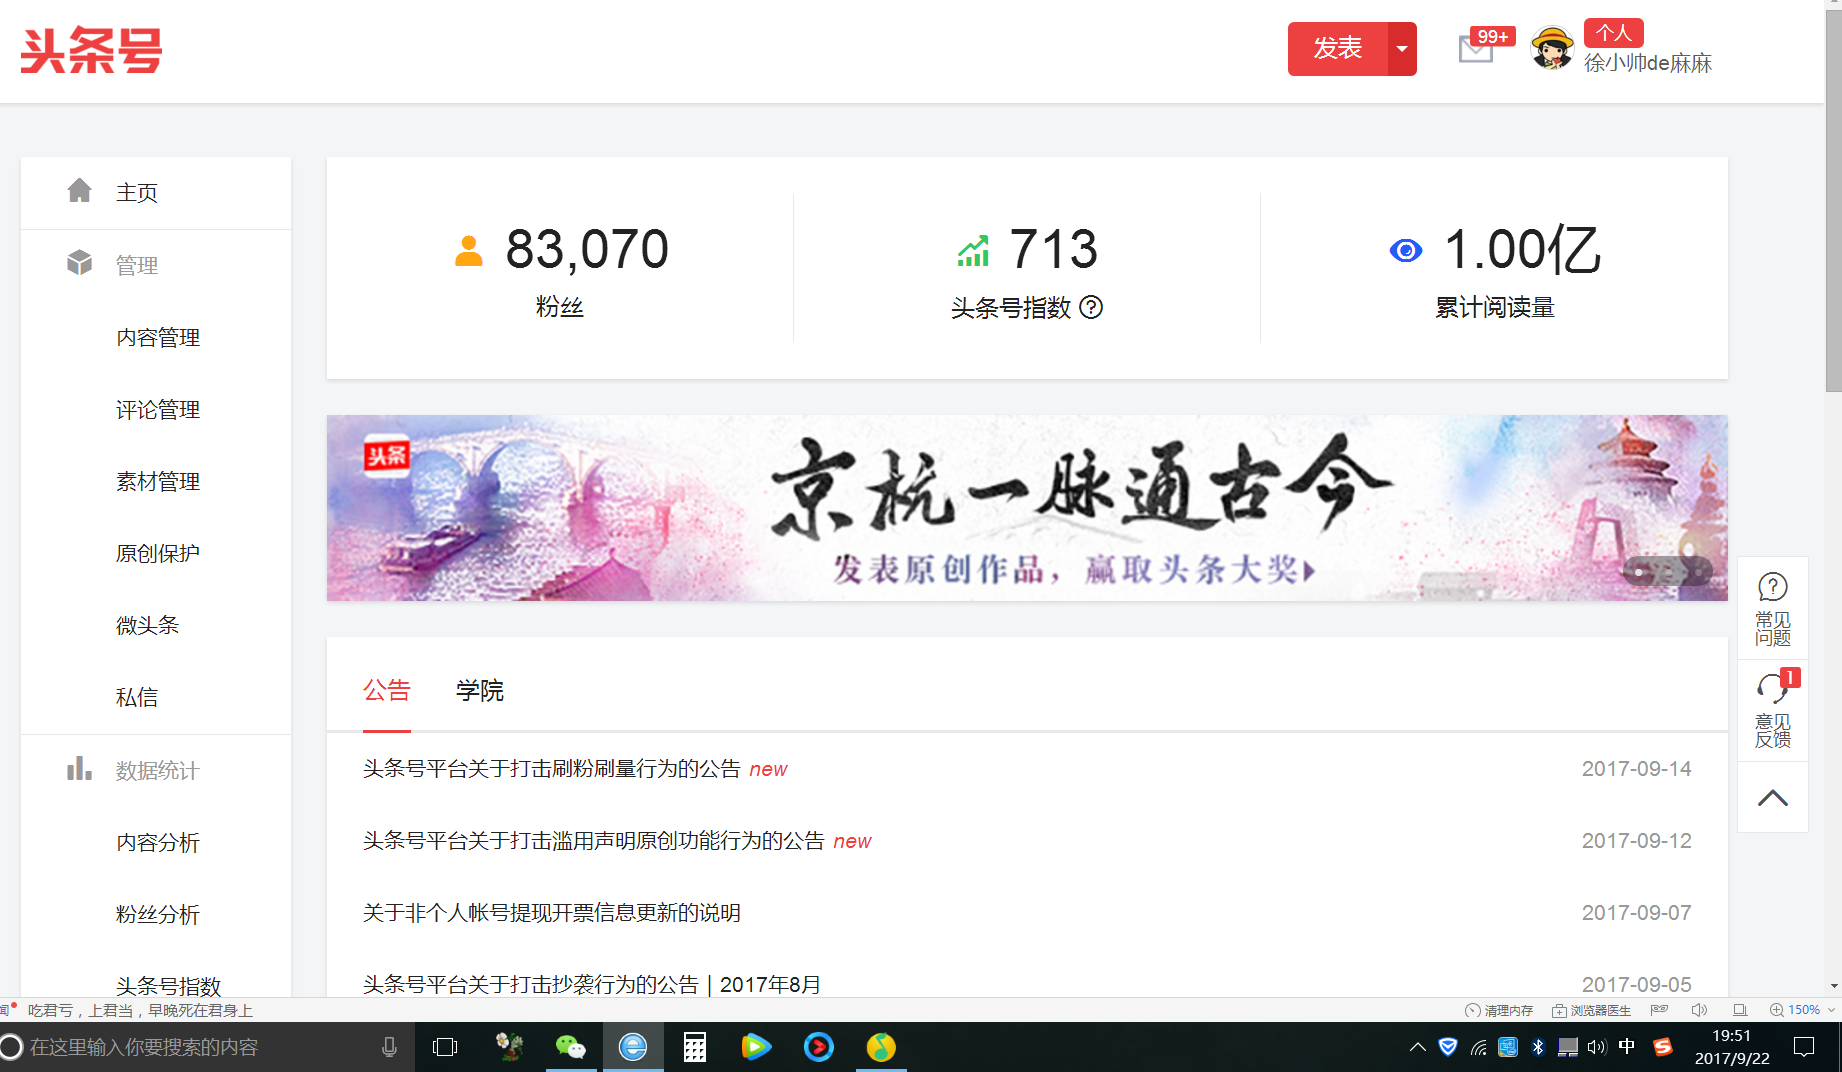 头条号
发表
99+
个人
徐小帅de麻麻
主页
管理
内容管理
评论管理
素材管理
原创保护
微头条
私信
数据统计
内容分析
粉丝分析
头条号指数
83,070
粉丝
713
头条号指数
1.00亿
累计阅读量
头条
京杭一脉通古今
发表原创作品，赢取头条大奖
公告 学院
头条号平台关于打击刷粉刷量行为的公告 new 2017-09-14
头条号平台关于打击滥用声明原创功能行为的公告 new 2017-09-12
关于非个人帐号提现开票信息更新的说明 2017-09-07
头条号平台关于打击抄袭行为的公告 | 2017年8月 2017-09-05
常见
问题
1
意见
反馈
闻 吃君亏，上君当，早晚死在君身上
清理内存 浏览器医生 150%
在这里输入你要搜索的内容
中
19:51
2017/9/22